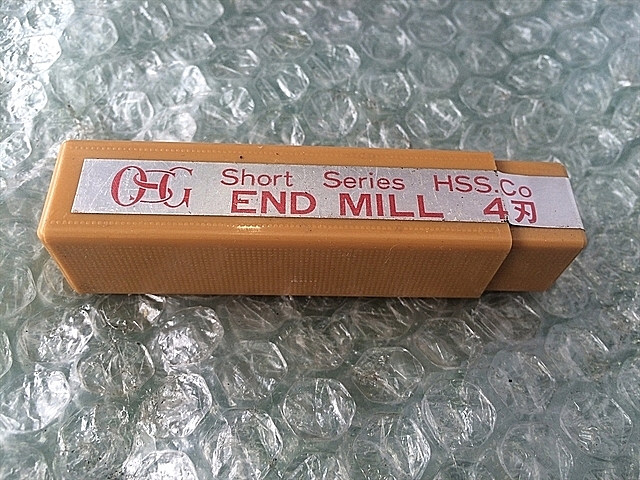 OSG Short Series HSS.Co
END MILL 4刃